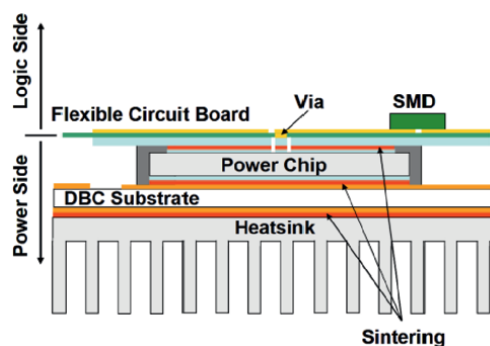 Logic Side
Power Side
Flexible Circuit Board
Via
SMD
Power Chip
DBC Substrate
Heatsink
Sintering